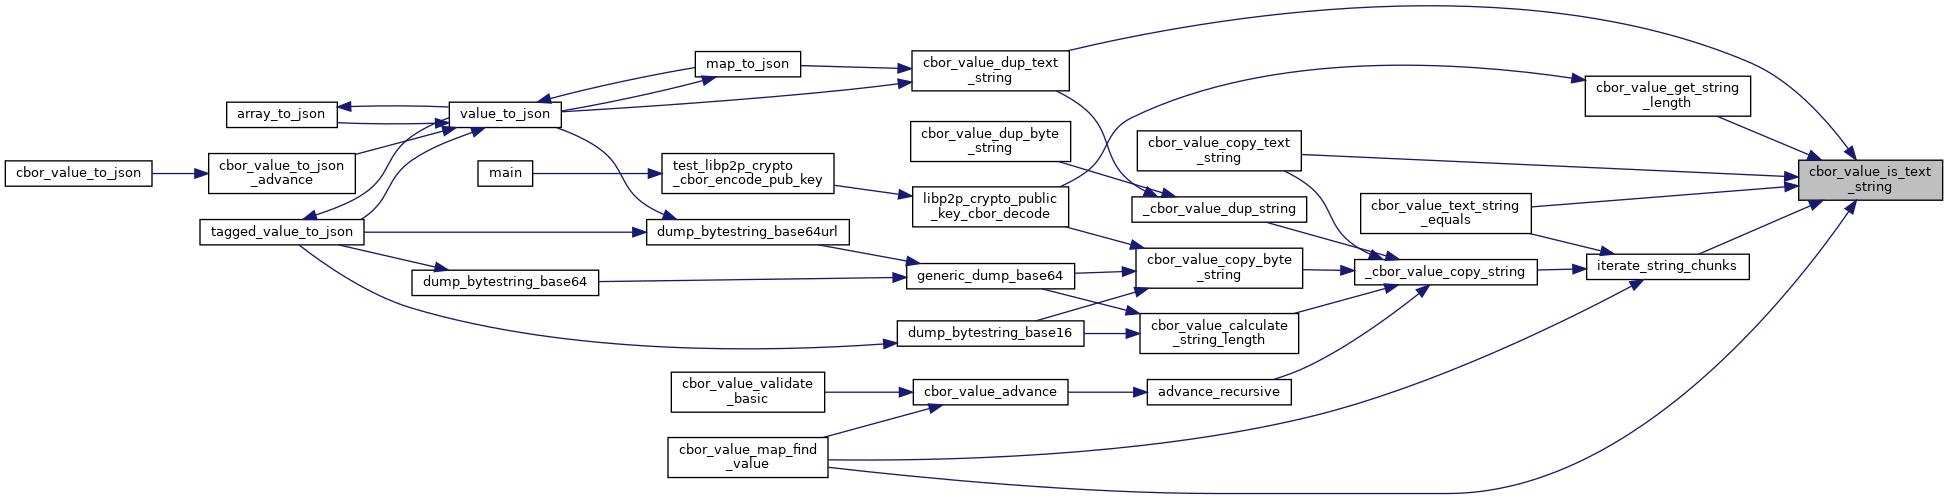 cbor_value_to_json
array_to_json
cbor_value_to_json
_advance
tagged_value_to_json
value_to_json
main
dump_bytestring_base64
map_to_json
test_libp2p_crypto
_cbor_encode_pub_key
dump_bytestring_base64url
cbor_value_validate
_basic
cbor_value_map_find
_value
cbor_value_dup_text
_string
cbor_value_dup_byte
_string
libp2p_crypto_public
_key_cbor_decode
generic_dump_base64
dump_bytestring_base16
cbor_value_advance
cbor_value_copy_text
_string
_cbor_value_dup_string
cbor_value_copy_byte
_string
cbor_value_calculate
_string_length
advance_recursive
cbor_value_text_string
_equals
_cbor_value_copy_string
cbor_value_get_string
_length
iterate_string_chunks
cbor_value_is_text
_string